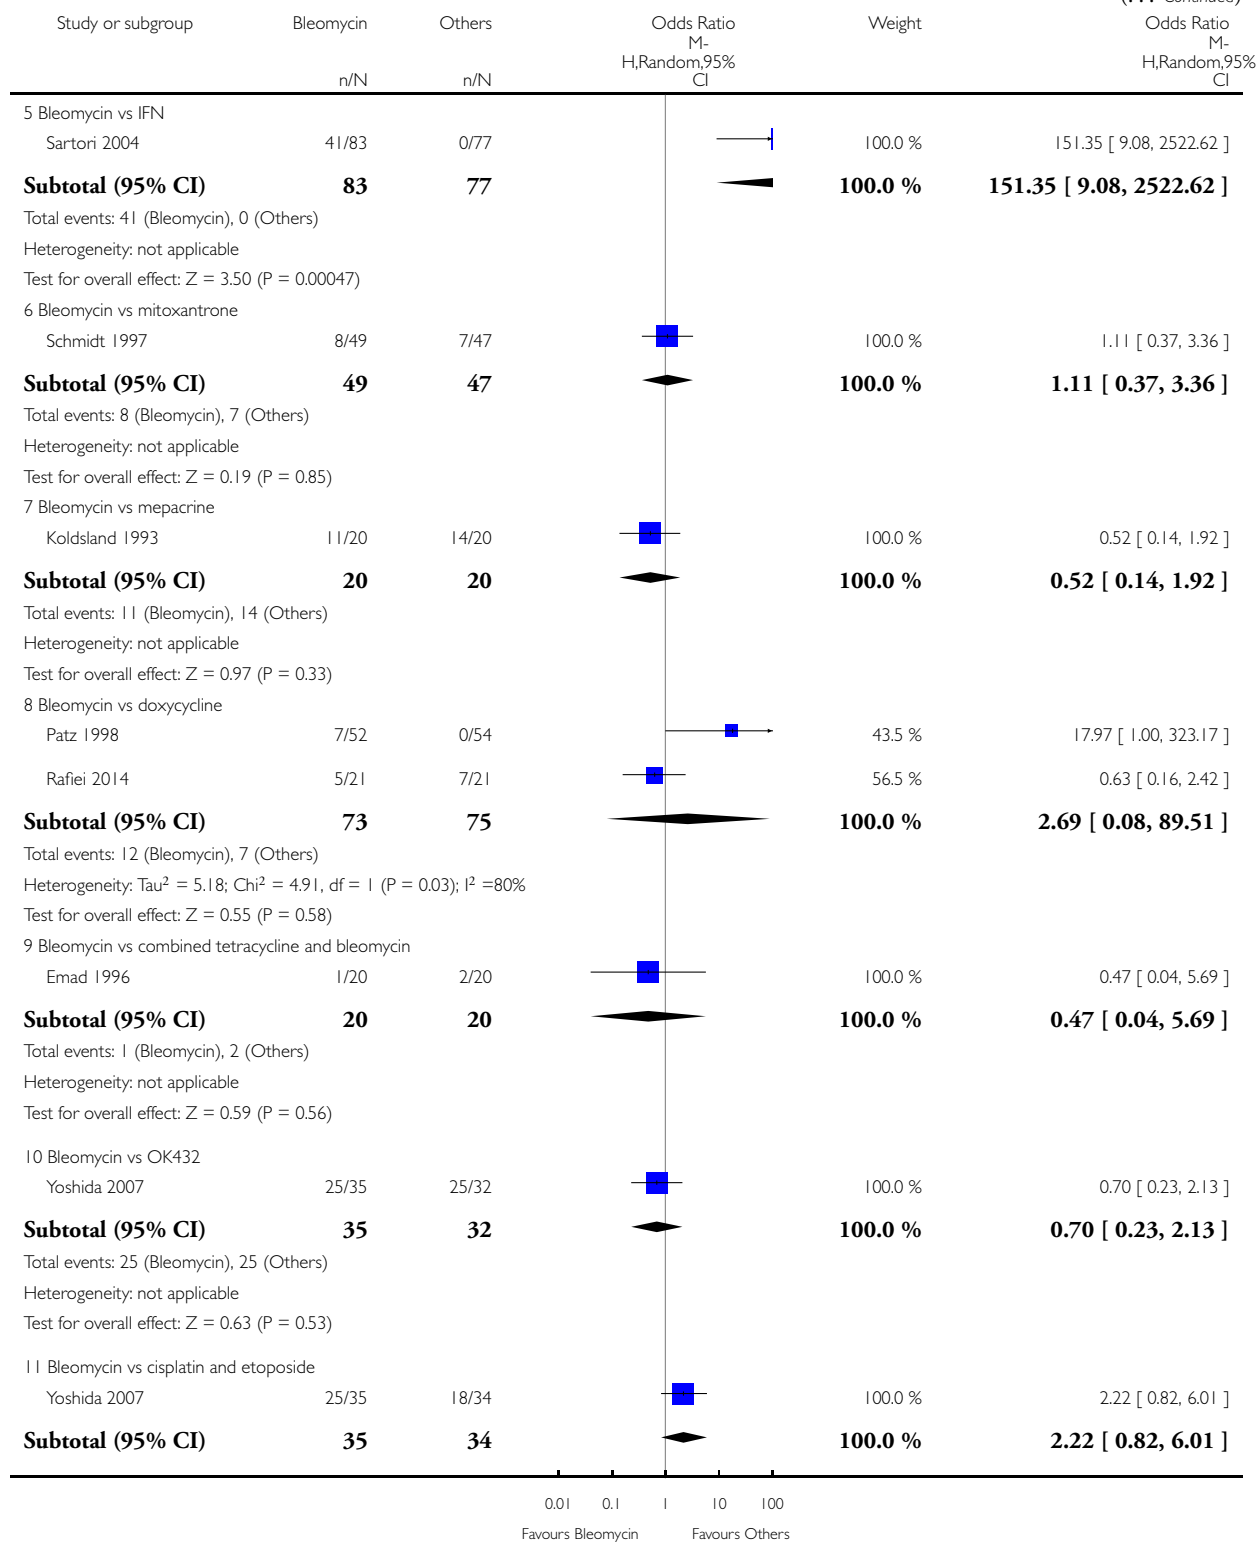 Continued)
Study or subgroup Bleomycin Others Odds Ratio Weight Odds Ratio
M- M-
H,Random,95% H,Random,95%
n/N n/N CI CI
5 Bleomycin vs IFN
Sartori 2004 41/83 0/77 100.0 % 151.35 [ 9.08, 2522.62 ]
Subtotal (95% CI) 83 77 100.0 % 151.35 [ 9.08, 2522.62 ]
Total events: 41 (Bleomycin), 0 (Others)
Heterogeneity: not applicable
Test for overall effect: Z = 3.50 (P = 0.00047)
6 Bleomycin vs mitoxantrone
Schmidt 1997 8/49 7/47 100.0 % 1.11 [ 0.37, 3.36 ]
Subtotal (95% CI) 49 47 100.0 % 1.11 [ 0.37, 3.36 ]
Total events: 8 (Bleomycin), 7 (Others)
Heterogeneity: not applicable
Test for overall effect: Z = 0.19 (P = 0.85)
7 Bleomycin vs mepacrine
Koldsland 1993 11/20 14/20 100.0 % 0.52 [ 0.14, 1.92 ]
Subtotal (95% CI) 20 20 100.0 % 0.52 [ 0.14, 1.92 ]
Total events: 11 (Bleomycin), 14 (Others)
Heterogeneity: not applicable
Test for overall effect: Z = 0.97 (P = 0.33)
8 Bleomycin vs doxycycline
Patz 1998 7/52 0/54 43.5 % 17.97 [ 1.00, 323.17 ]
Rafiei 2014 5/21 7/21 56.5 % 0.63 [ 0.16, 2.42 ]
Subtotal (95% CI) 73 75 100.0 % 2.69 [ 0.08, 89.51 ]
Total events: 12 (Bleomycin), 7 (Others)
Heterogeneity: Tau² = 5.18; Chi² = 4.91, df = 1 (P = 0.03); I² =80%
Test for overall effect: Z = 0.55 (P = 0.58)
9 Bleomycin vs combined tetracycline and bleomycin
Emad 1996 1/20 2/20 100.0 % 0.47 [ 0.04, 5.69 ]
Subtotal (95% CI) 20 20 100.0 % 0.47 [ 0.04, 5.69 ]
Total events: 1 (Bleomycin), 2 (Others)
Heterogeneity: not applicable
Test for overall effect: Z = 0.59 (P = 0.56)
10 Bleomycin vs OK432
Yoshida 2007 25/35 25/32 100.0 % 0.70 [ 0.23, 2.13 ]
Subtotal (95% CI) 35 32 100.0 % 0.70 [ 0.23, 2.13 ]
Total events: 25 (Bleomycin), 25 (Others)
Heterogeneity: not applicable
Test for overall effect: Z = 0.63 (P = 0.53)
11 Bleomycin vs cisplatin and etoposide
Yoshida 2007 25/35 18/34 100.0 % 2.22 [ 0.82, 6.01 ]
Subtotal (95% CI) 35 34 100.0 % 2.22 [ 0.82, 6.01 ]
0.01 0.1 1 10 100
Favours Bleomycin Favours Others